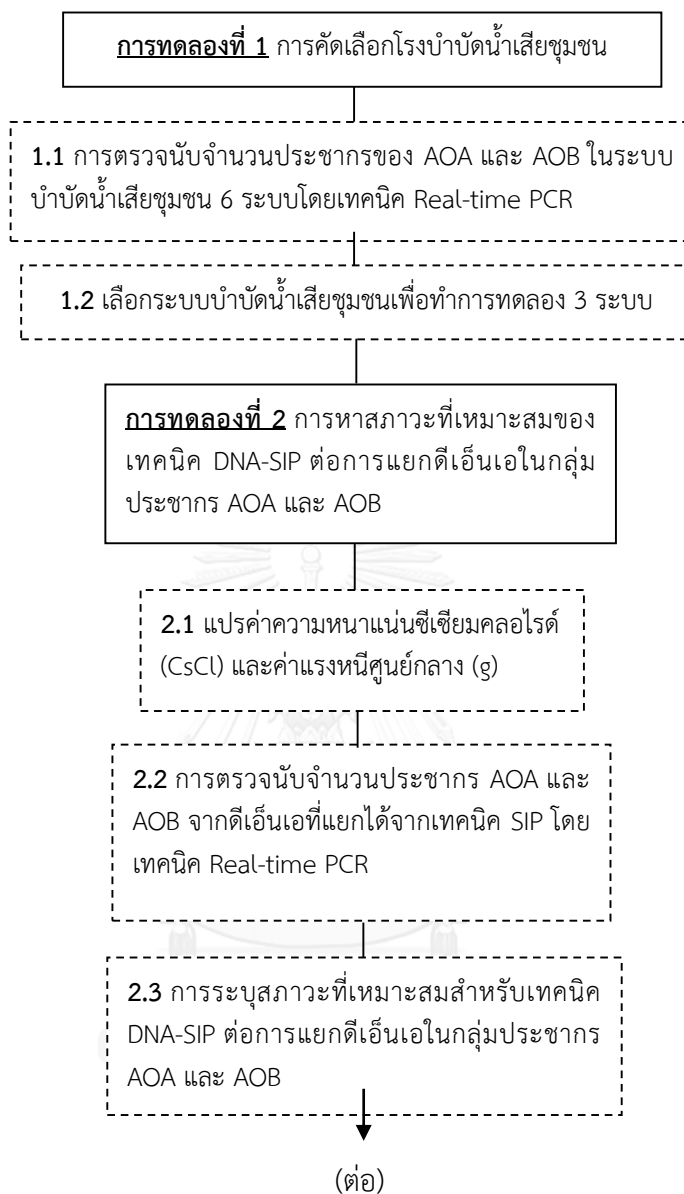 การทดลองที่ 1 การคัดเลือกโรงบำบัดน้ำเสียชุมชน
1.1 การตรวจนับจำนวนประชากรของ AOA และ AOB ในระบบ
บำบัดน้ำเสียชุมชน 6 ระบบโดยเทคนิค Real-time PCR
1.2 เลือกระบบบำบัดน้ำเสียชุมชนเพื่อทำการทดลอง 3 ระบบ
การทดลองที่ 2 การหาสภาวะที่เหมาะสมของ
เทคนิค DNA-SIP ต่อการแยกดีเอ็นเอในกลุ่ม
ประชากร AOA และ AOB
2.1 แปรค่าความหนาแน่นซีเซียมคลอไรด์
(CsCl) และค่าแรงหนีศูนย์กลาง (g)
2.2 การตรวจนับจำนวนประชากร AOA และ
AOB จากดีเอ็นเอที่แยกได้จากเทคนิค SIP โดย
เทคนิค Real-time PCR
2.3 การระบุสภาวะที่เหมาะสมสำหรับเทคนิค
DNA-SIP ต่อการแยกดีเอ็นเอในกลุ่มประชากร
AOA และ AOB
(ต่อ)